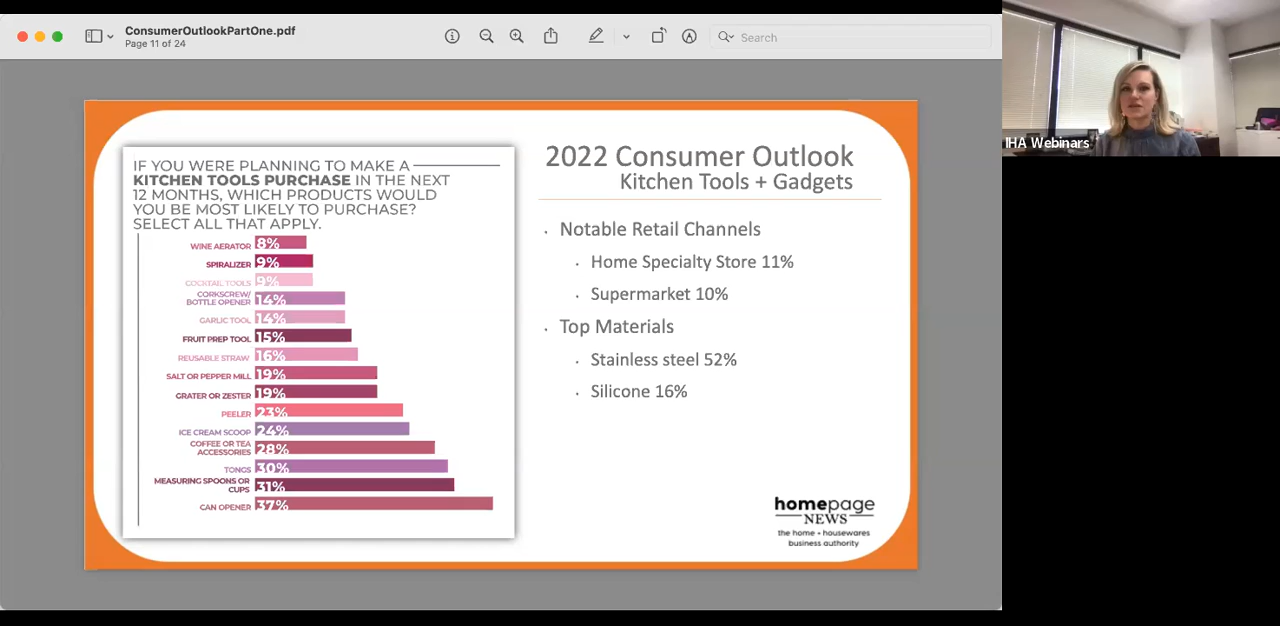 ConsumerOutlookPartOne.pdf
Page 11 of 24
Search
IHA Webinars
IF YOU WERE PLANNING TO MAKE A
KITCHEN TOOLS PURCHASE IN THE NEXT
12 MONTHS, WHICH PRODUCTS WOULD
YOU BE MOST LIKELY TO PURCHASE?
SELECT ALL THAT APPLY.
WINE AERATOR 8%
SPIRALIZER 9%
COCKTAIL TOOLS 9%
CORKSCREW/
BOTTLE OPENER 14%
GARLIC TOOL 14%
FRUIT PREP TOOL 15%
REUSABLE STRAW 16%
SALT OR PEPPER MILL 19%
GRATER OR ZESTER 19%
PEELER 23%
ICE CREAM SCOOP 24%
COFFEE OR TEA
ACCESSORIES 28%
TONGS 30%
MEASURING SPOONS OR
CUPS 31%
CAN OPENER 37%
2022 Consumer Outlook
Kitchen Tools + Gadgets
· Notable Retail Channels
· Home Specialty Store 11%
· Supermarket 10%
· Top Materials
· Stainless steel 52%
· Silicone 16%
homepage
NEWS
the home + housewares
business authority